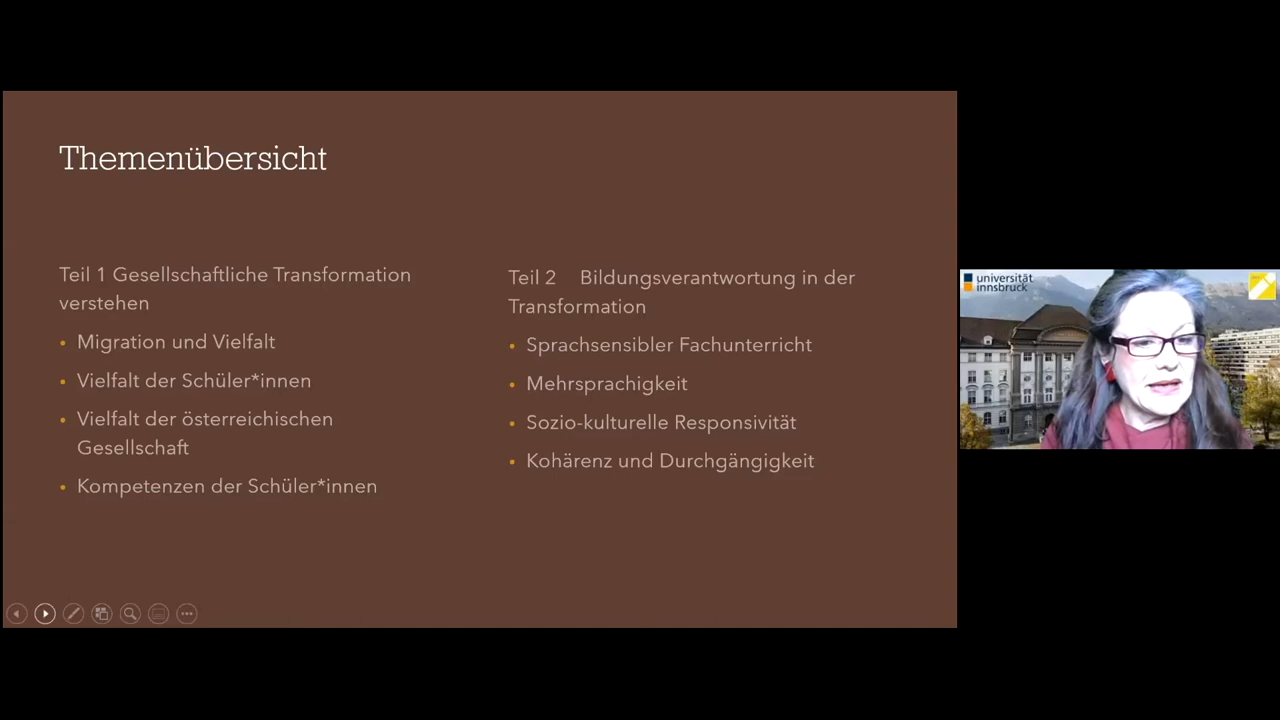 Themenübersicht
Teil 1 Gesellschaftliche Transformation
verstehen
• Migration und Vielfalt
• Vielfalt der Schüler*innen
• Vielfalt der österreichischen
Gesellschaft
• Kompetenzen der Schüler*innen
Teil 2 Bildungsverantwortung in der
Transformation
• Sprachsensibler Fachunterricht
• Mehrsprachigkeit
• Sozio-kulturelle Responsivität
• Kohärenz und Durchgängigkeit
universität
innsbruck